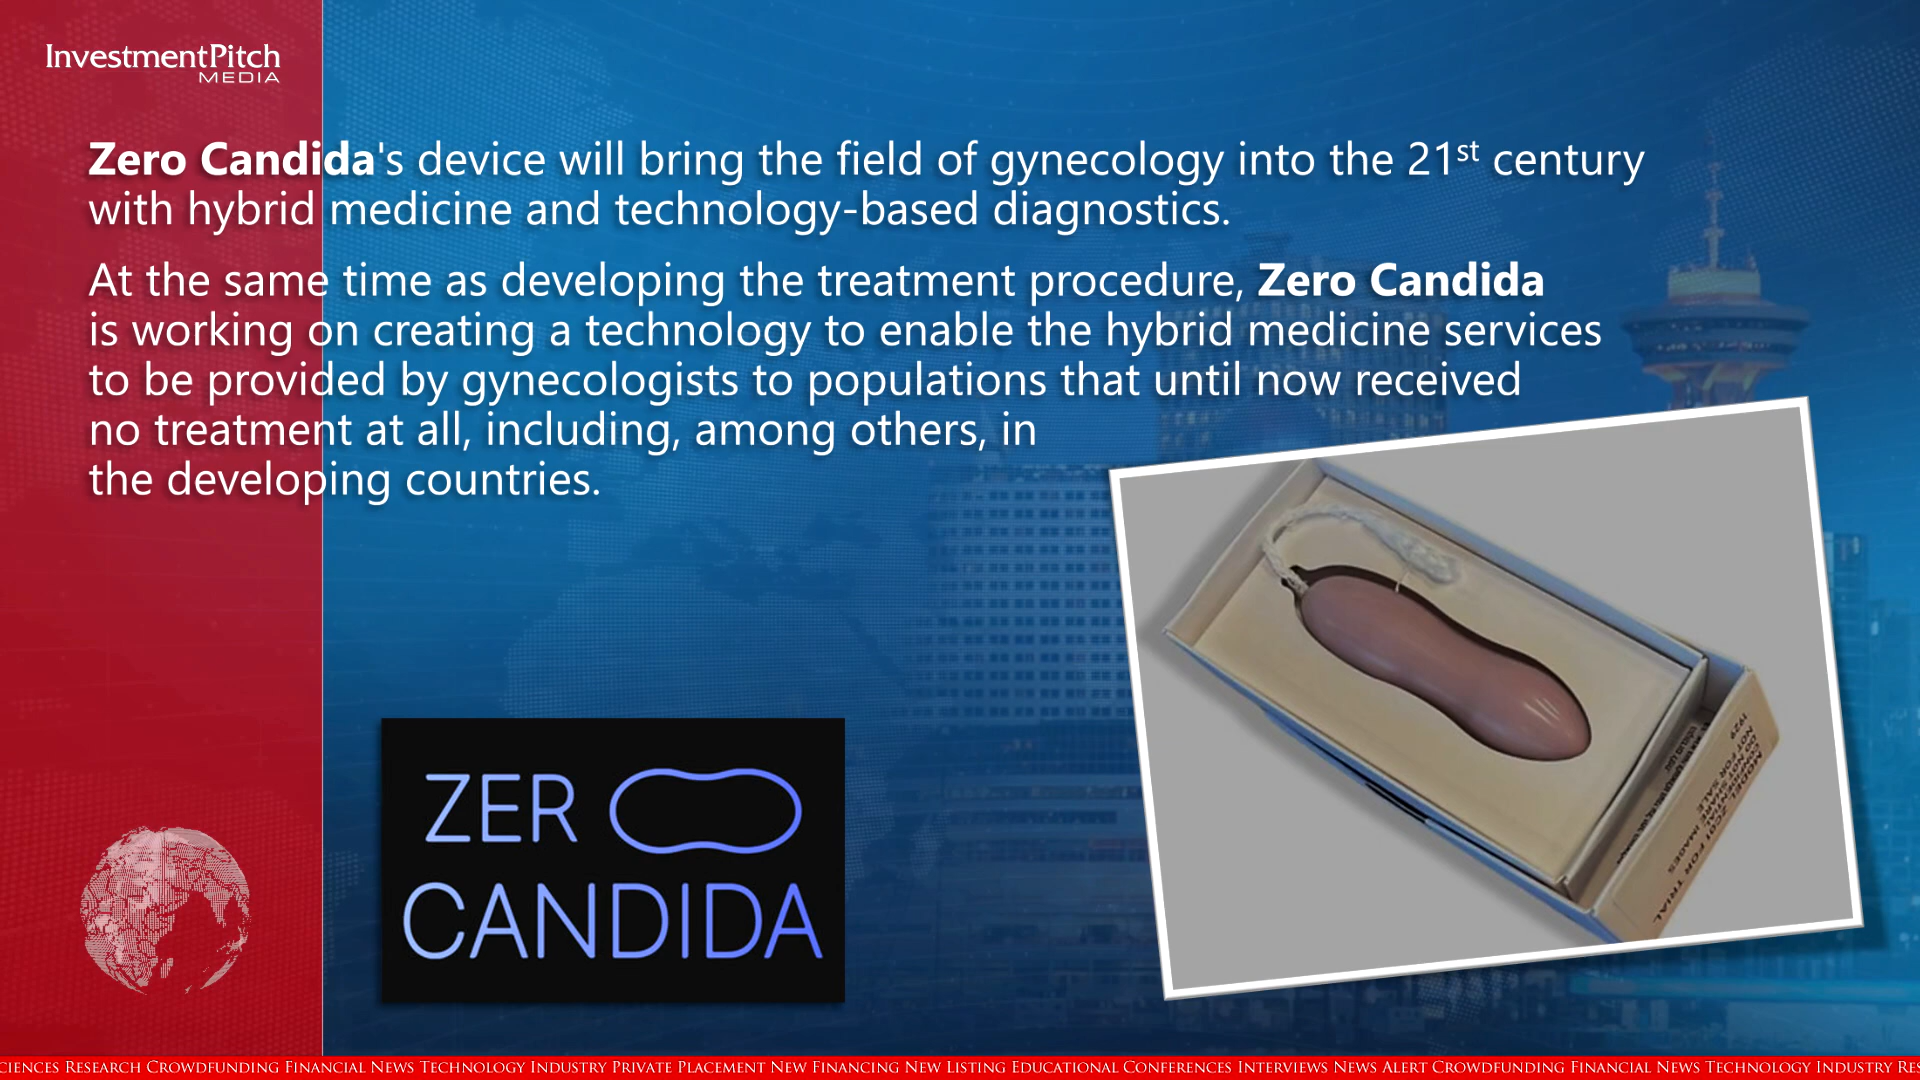 InvestmentPitch
MEDIA
Zero Candida's device will bring the field of gynecology into the 21st century
with hybrid medicine and technology-based diagnostics.
At the same time as developing the treatment procedure, Zero Candida
is working on creating a technology to enable the hybrid medicine services
to be provided by gynecologists to populations that until now received
no treatment at all, including, among others, in
the developing countries.
ZER
CANDIDA
MODEL ZC01 FOR TRIAL
NOT FOR SALE
1929
CIENCES RESEARCH CROWDFUNDING FINANCIAL NEWS TECHNOLOGY INDUSTRY PRIVATE PLACEMENT NEW FINANCING NEW LISTING EDUCATIONAL CONFERENCES INTERVIEWS NEWS ALERT CROWDFUNDING FINANCIAL NEWS TECHNOLOGY INDUSTRY RES